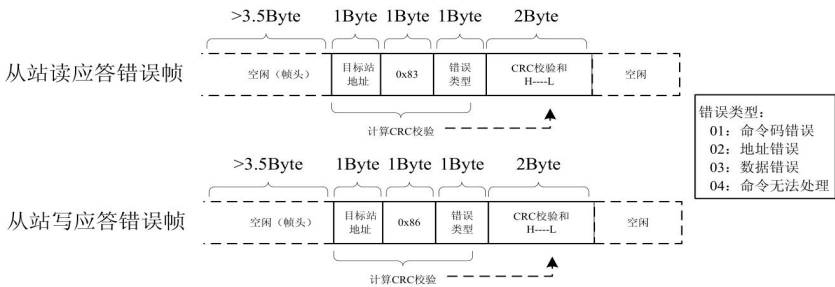 >3.5Byte 1Byte 1Byte 1Byte 2Byte
从站读应答错误帧
空闲（帧头）
目标站
地址
0x83
错误
类型
CRC校验和
H----L
空闲
计算CRC校验
错误类型：
01：命令码错误
02：地址错误
03：数据错误
04：命令无法处理
>3.5Byte 1Byte 1Byte 1Byte 2Byte
从站写应答错误帧
空闲（帧头）
目标站
地址
0x86
错误
类型
CRC校验和
H----L
空闲
计算CRC校验